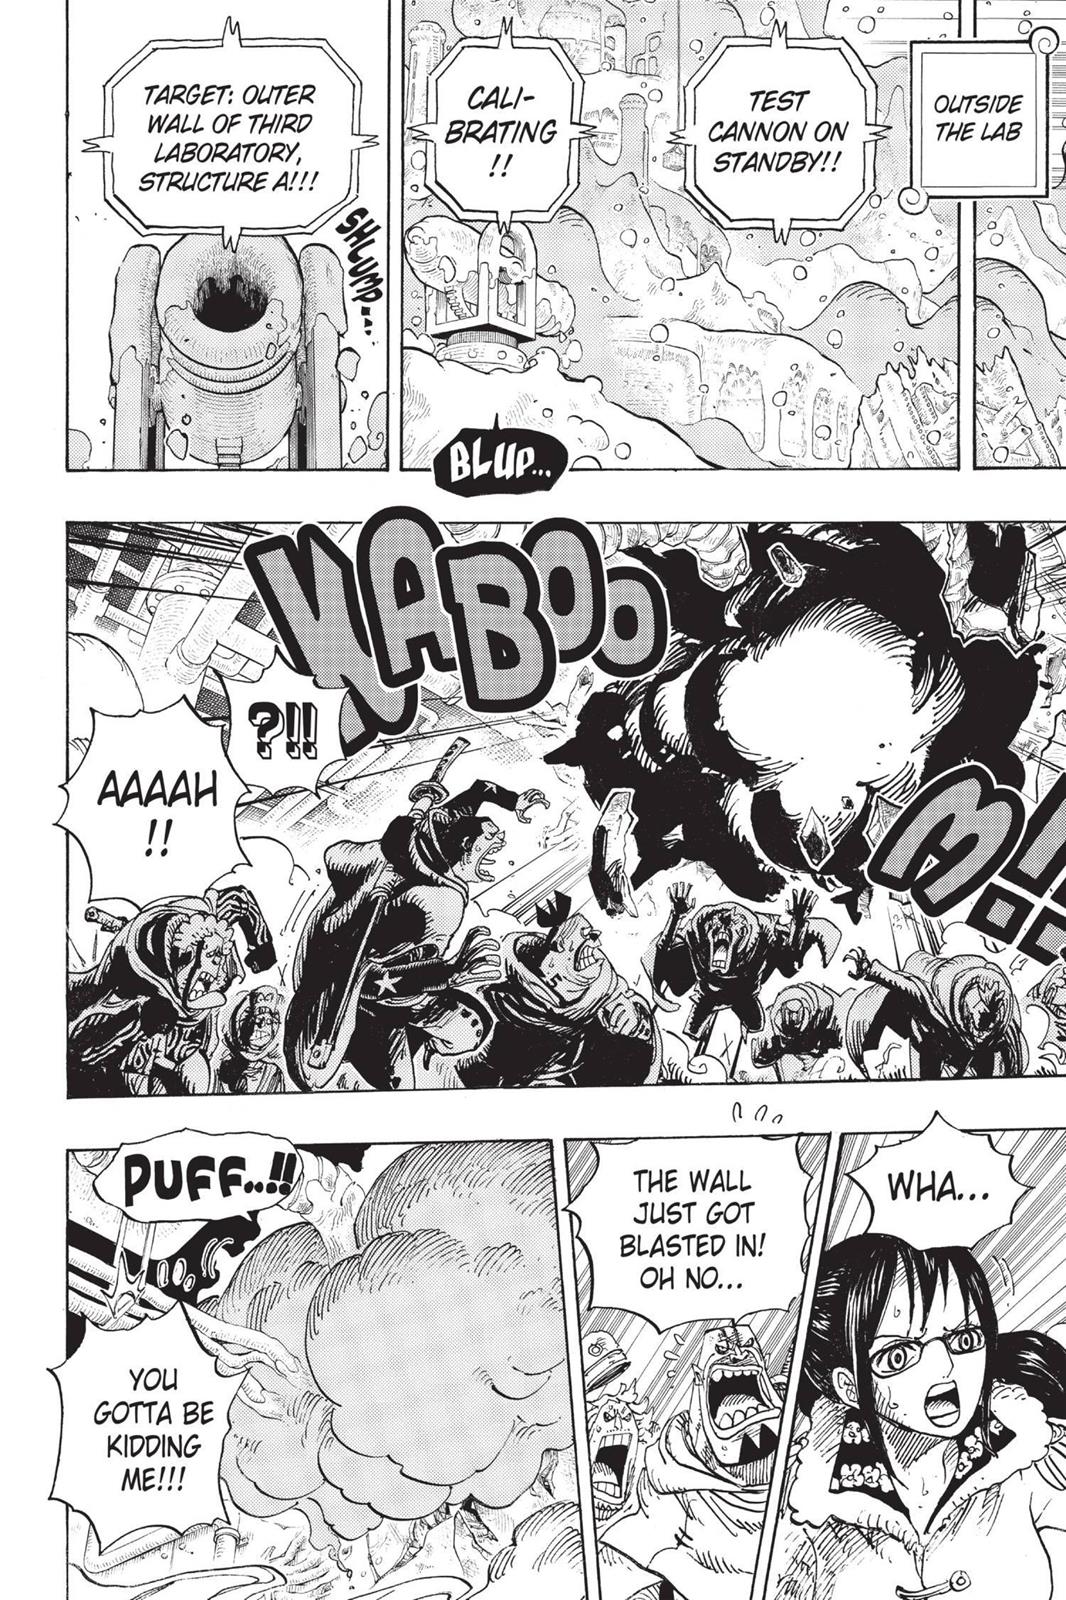 OUTSIDE
THE LAB
TEST
CANNON ON
STANDBY!!
CALI-
BRATING
!!
BLUP...
TARGET: OUTER
WALL OF THIRD
LABORATORY,
STRUCTURE A!!!
SHLUMP...
KABOOM!!
?!!
AAAAH
!!
WHA...
THE WALL
JUST GOT
BLASTED IN!
OH NO...
PUFF..!!
YOU
GOTTA BE
KIDDING
ME!!!